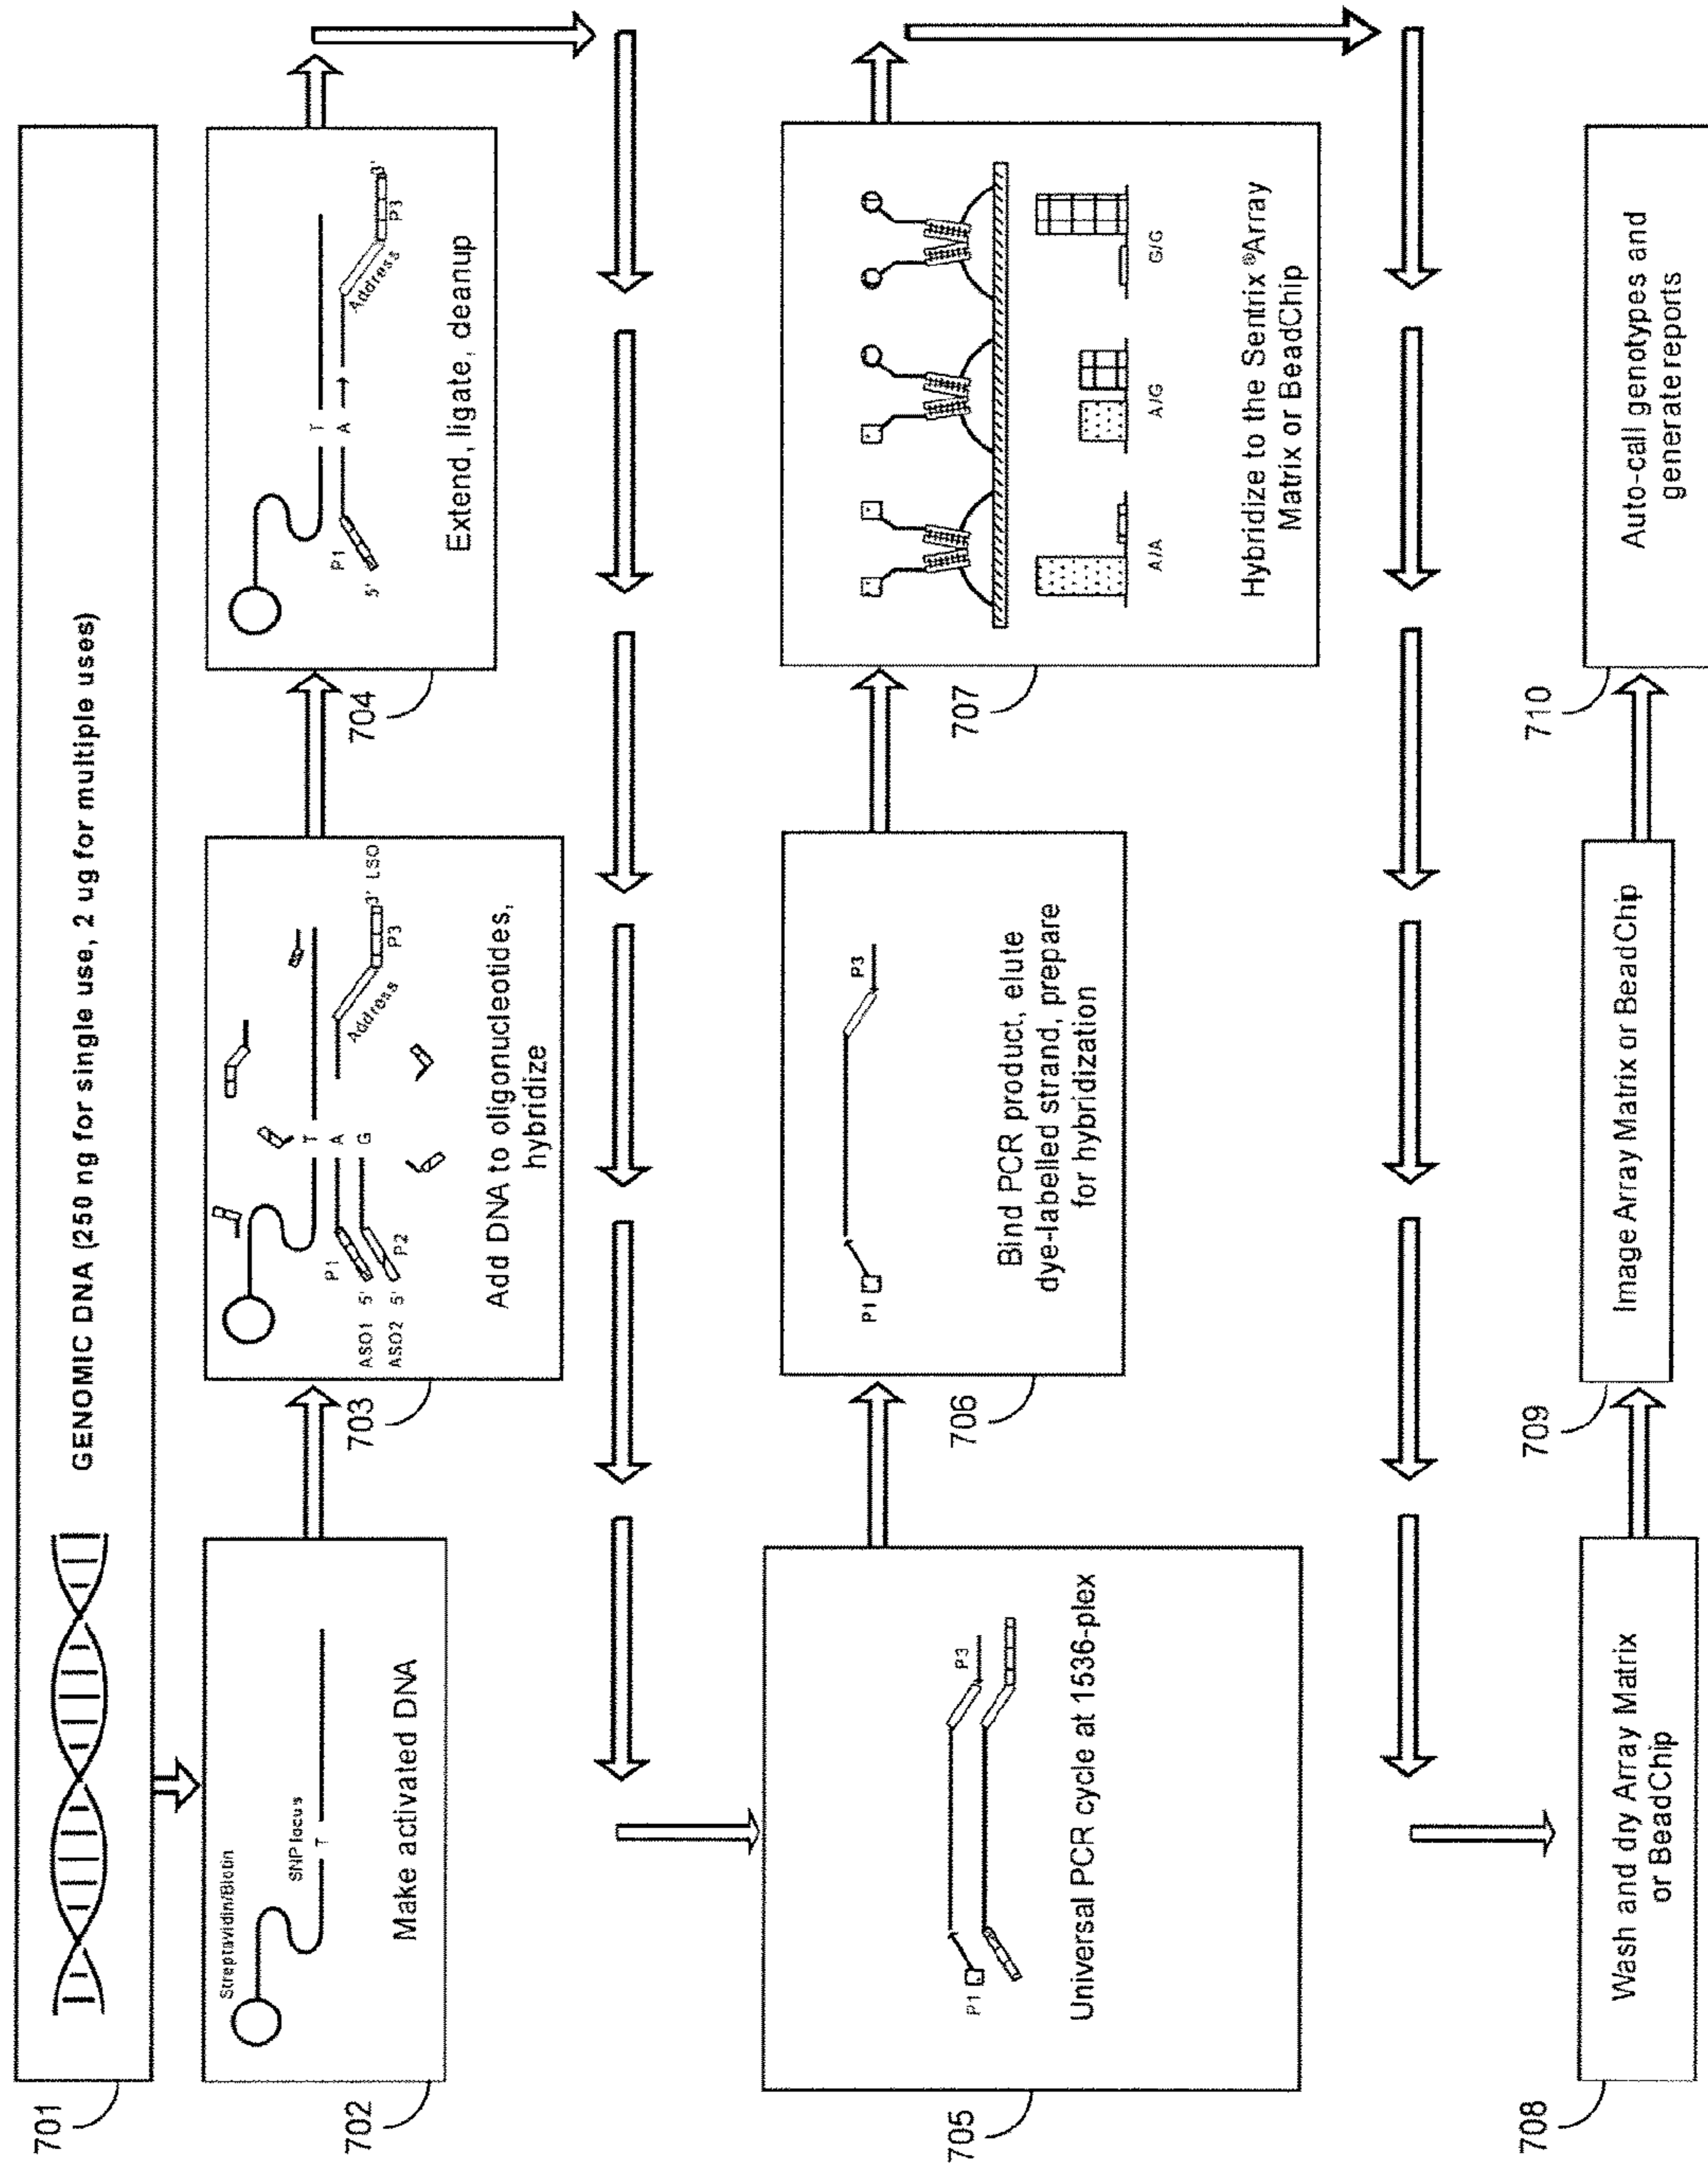 701
GENOMIC DNA (250 ng for single use, 2 ug for multiple uses)
702
Streptavidin/Biotin
SNP locus
T
Make activated DNA
703
T
A
G
P1
P2
ASO1 5'
ASO2 5'
Address
P3
3' LSO
Add DNA to oligonucleotides,
hybridize
704
T
A
P1
5'
Address
P3
3'
Extend, ligate, cleanup
705
P1
P3
Universal PCR cycle at 1536-plex
706
P1
P3
Bind PCR product, elute
dye-labelled strand, prepare
for hybridization
707
A/A
A/G
G/G
Hybridize to the Sentrix ®Array
Matrix or BeadChip
708
Wash and dry Array Matrix
or BeadChip
709
Image Array Matrix or BeadChip
710
Auto-call genotypes and
generate reports